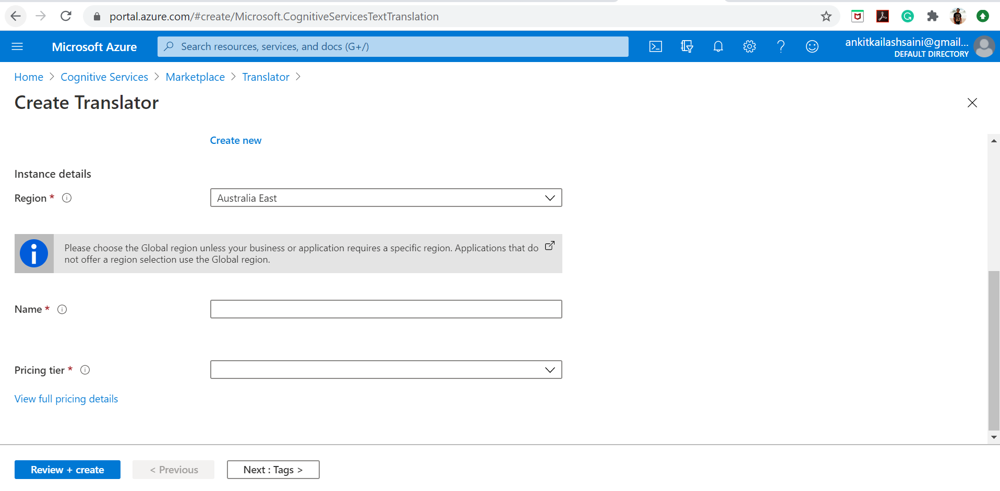 portal.azure.com/#create/Microsoft.CognitiveServicesTextTranslation
Microsoft Azure
Search resources, services, and docs (G+/)
ankitkailashsaini@gmail...
DEFAULT DIRECTORY
Home > Cognitive Services > Marketplace > Translator >
Create Translator
Create new
Instance details
Region *
Australia East
Please choose the Global region unless your business or application requires a specific region. Applications that do
not offer a region selection use the Global region.
Name *
Pricing tier *
View full pricing details
Review + create
< Previous
Next : Tags >